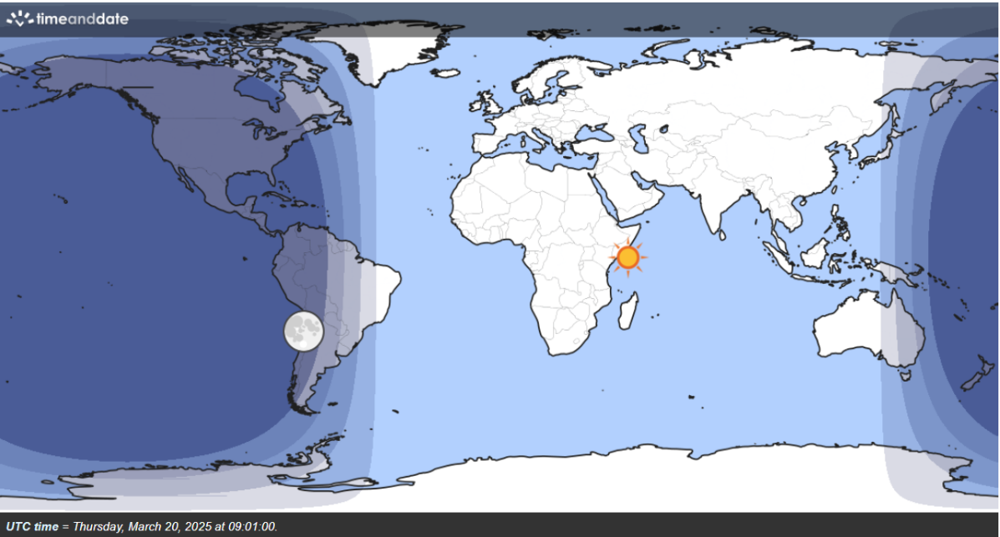 timeanddate
UTC time = Thursday, March 20, 2025 at 09:01:00.